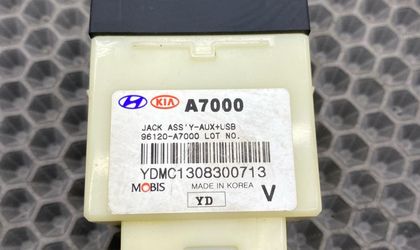 KIA A7000
JACK ASS'Y-AUX+USB
96120-A7000 LOT NO.
YDMC1308300713
MOBIS MADE IN KOREA V
YD